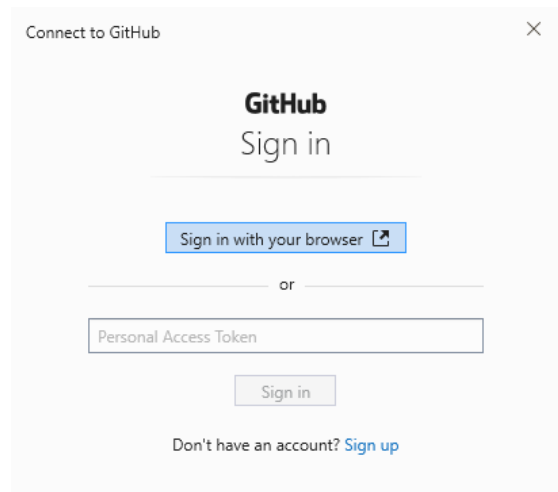 Connect to GitHub
GitHub
Sign in
Sign in with your browser
or
Personal Access Token
Sign in
Don't have an account? Sign up